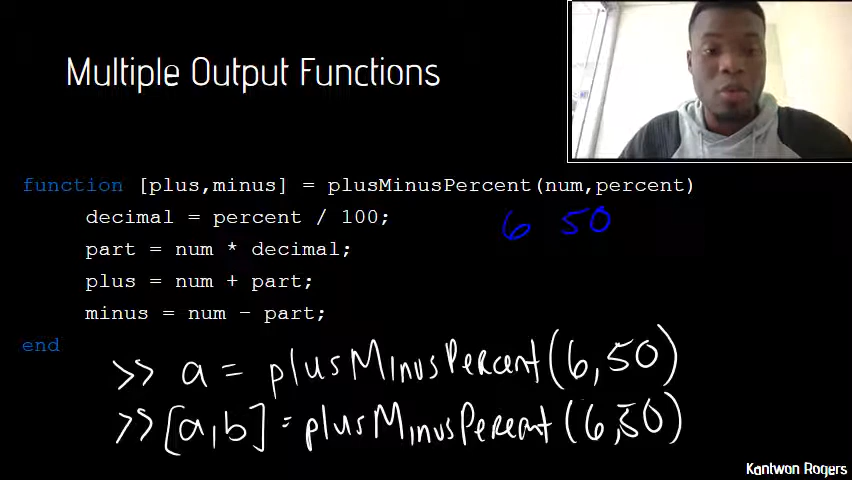 Multiple Output Functions
function [plus,minus] = plusMinusPercent(num,percent)
decimal = percent / 100;
6 50
part = num * decimal;
plus = num + part;
minus = num - part;
end
>> a = plusMinusPercent(6,50)
>>[a,b] = plusMinusPercent(6,50)
Kantwon Rogers